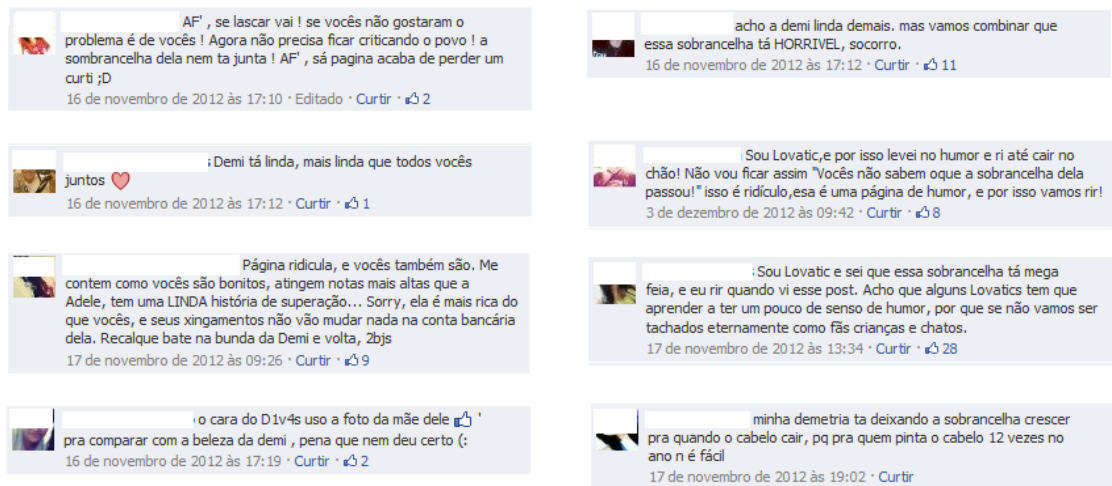 AF' , se lascar vai ! se vocês não gostaram o
problema é de vocês ! Agora não precisa ficar criticando o povo ! a
sombrancelha dela nem ta junta ! AF' , sá pagina acaba de perder um
curti ;D
16 de novembro de 2012 às 17:10 · Editado · Curtir · 2
Demi tá linda, mais linda que todos vocês
juntos
16 de novembro de 2012 às 17:12 · Curtir · 1
Página ridicula, e vocês também são. Me
contem como vocês são bonitos, atingem notas mais altas que a
Adele, tem uma LINDA história de superação... Sorry, ela é mais rica do
que vocês, e seus xingamentos não vão mudar nada na conta bancária
dela. Recalque bate na bunda da Demi e volta, 2bjs
17 de novembro de 2012 às 09:26 · Curtir · 9
o cara do D1v4s uso a foto da mãe dele '
pra comparar com a beleza da demi , pena que nem deu certo (:
16 de novembro de 2012 às 17:19 · Curtir · 2
acho a demi linda demais. mas vamos combinar que
essa sobrancelha tá HORRIVEL, socorro.
16 de novembro de 2012 às 17:12 · Curtir · 11
Sou Lovatic,e por isso levei no humor e ri até cair no
chão! Não vou ficar assim "Vocês não sabem oque a sobrancelha dela
passou!" isso é ridículo,esa é uma página de humor, e por isso vamos rir!
3 de dezembro de 2012 às 09:42 · Curtir · 8
Sou Lovatic e sei que essa sobrancelha tá mega
feia, e eu rir quando vi esse post. Acho que alguns Lovatics tem que
aprender a ter um pouco de senso de humor, por que se não vamos ser
tachados eternamente como fãs crianças e chatos.
17 de novembro de 2012 às 13:34 · Curtir · 28
minha demetria ta deixando a sobrancelha crescer
pra quando o cabelo cair, pq pra quem pinta o cabelo 12 vezes no
ano n é fácil
17 de novembro de 2012 às 19:02 · Curtir